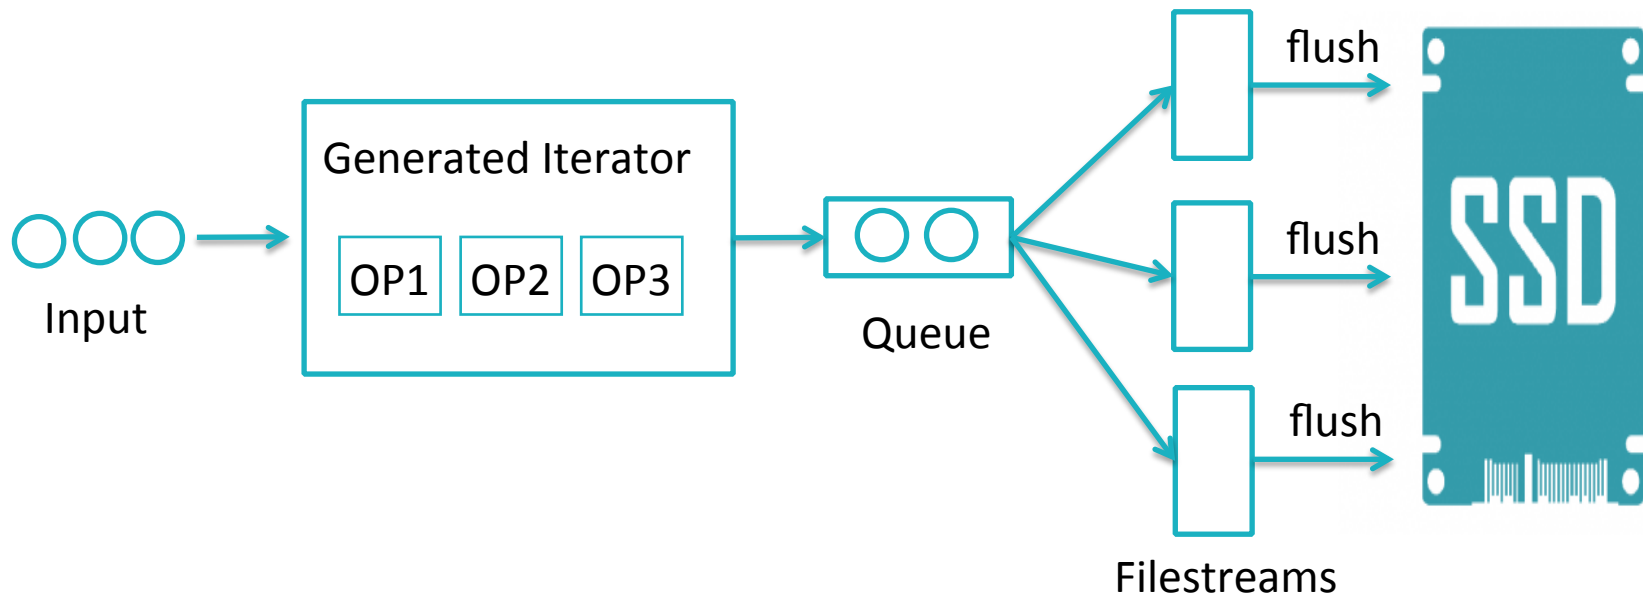 Input
Generated Iterator
OP1 OP2 OP3
Queue
flush
flush
flush
Filestreams
SSD